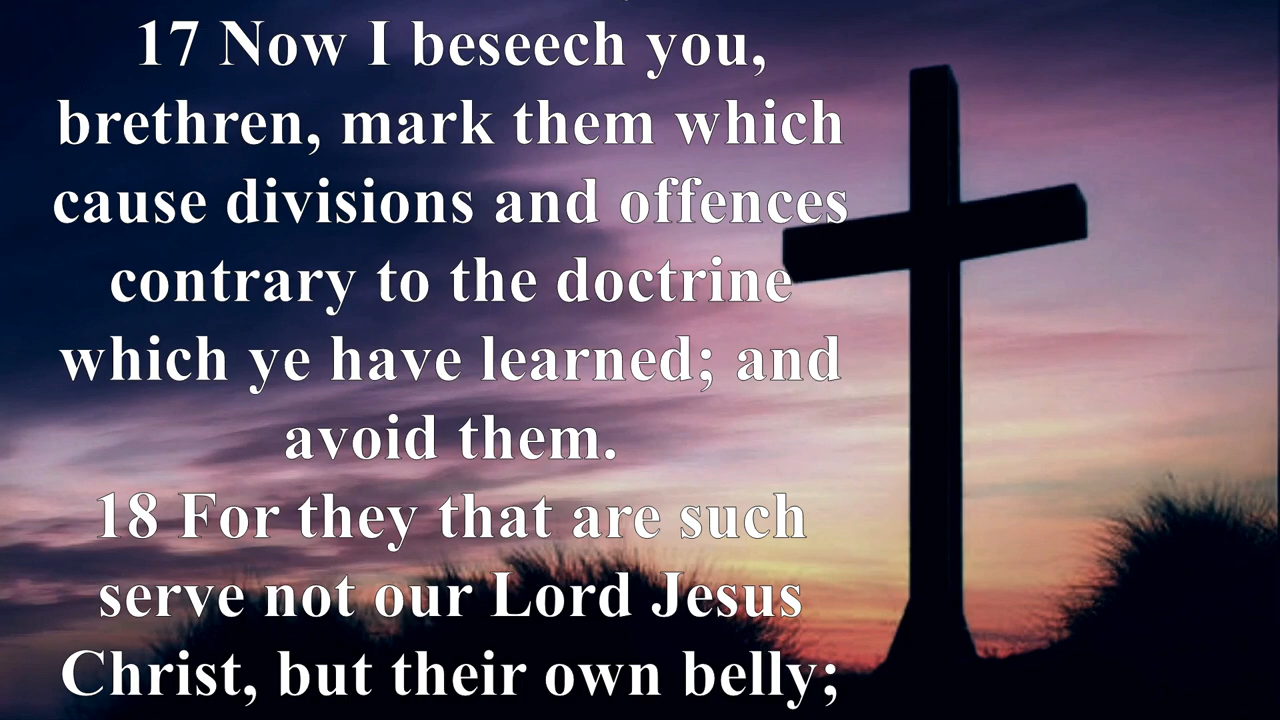 17 Now I beseech you,
brethren, mark them which
cause divisions and offences
contrary to the doctrine
which ye have learned; and
avoid them.
18 For they that are such
serve not our Lord Jesus
Christ, but their own belly;